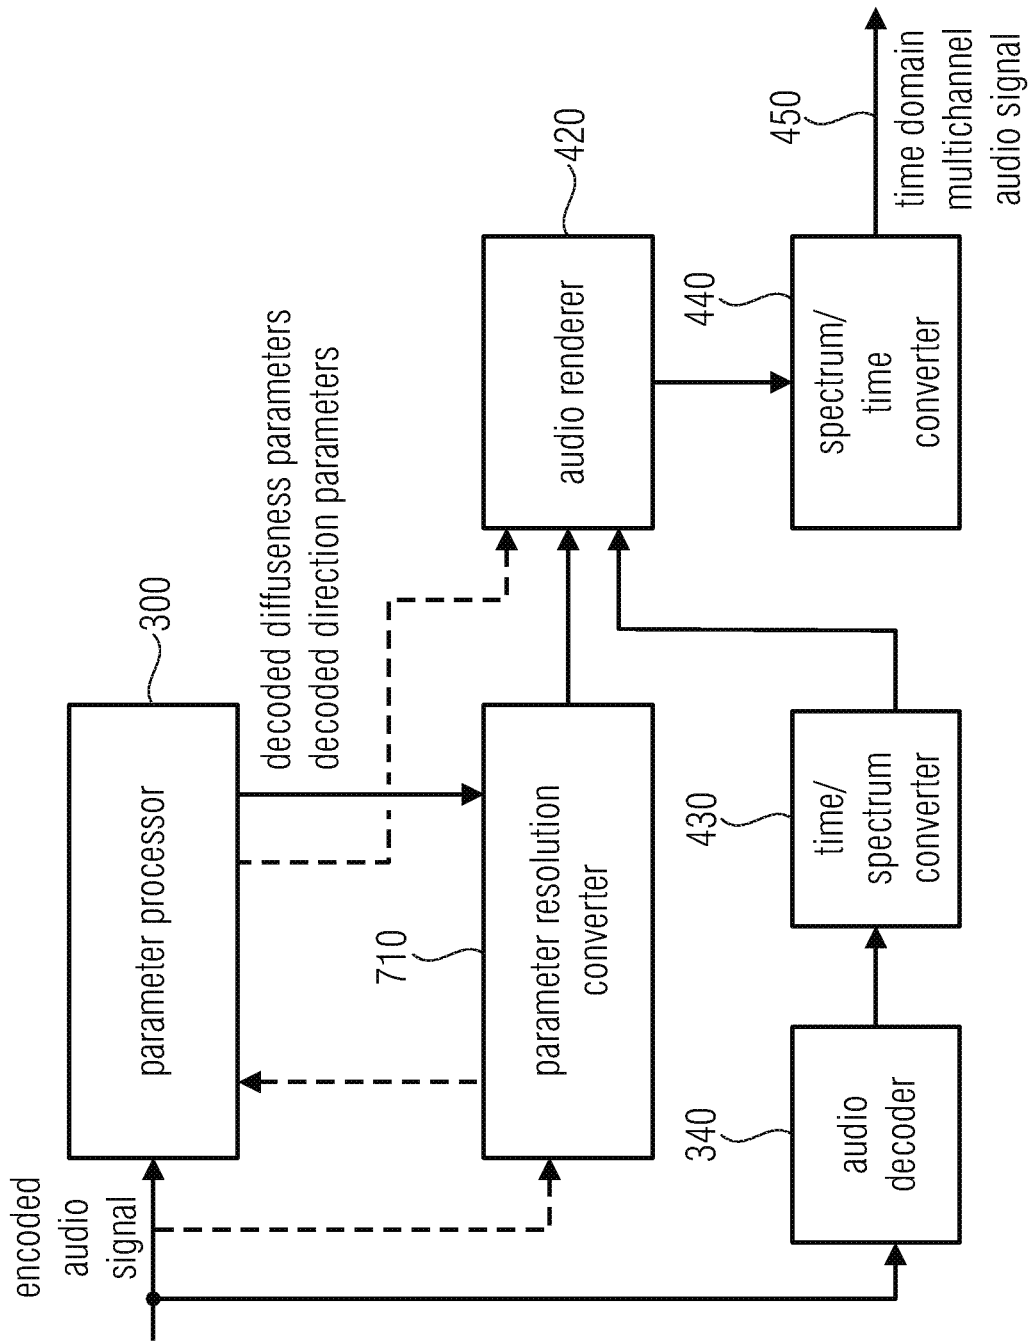 encoded
audio
signal
parameter processor
300
decoded diffuseness parameters
decoded direction parameters
710
parameter resolution
converter
audio renderer
420
340
audio
decoder
430
time/
spectrum
converter
440
spectrum/
time
converter
450
time domain
multichannel
audio signal